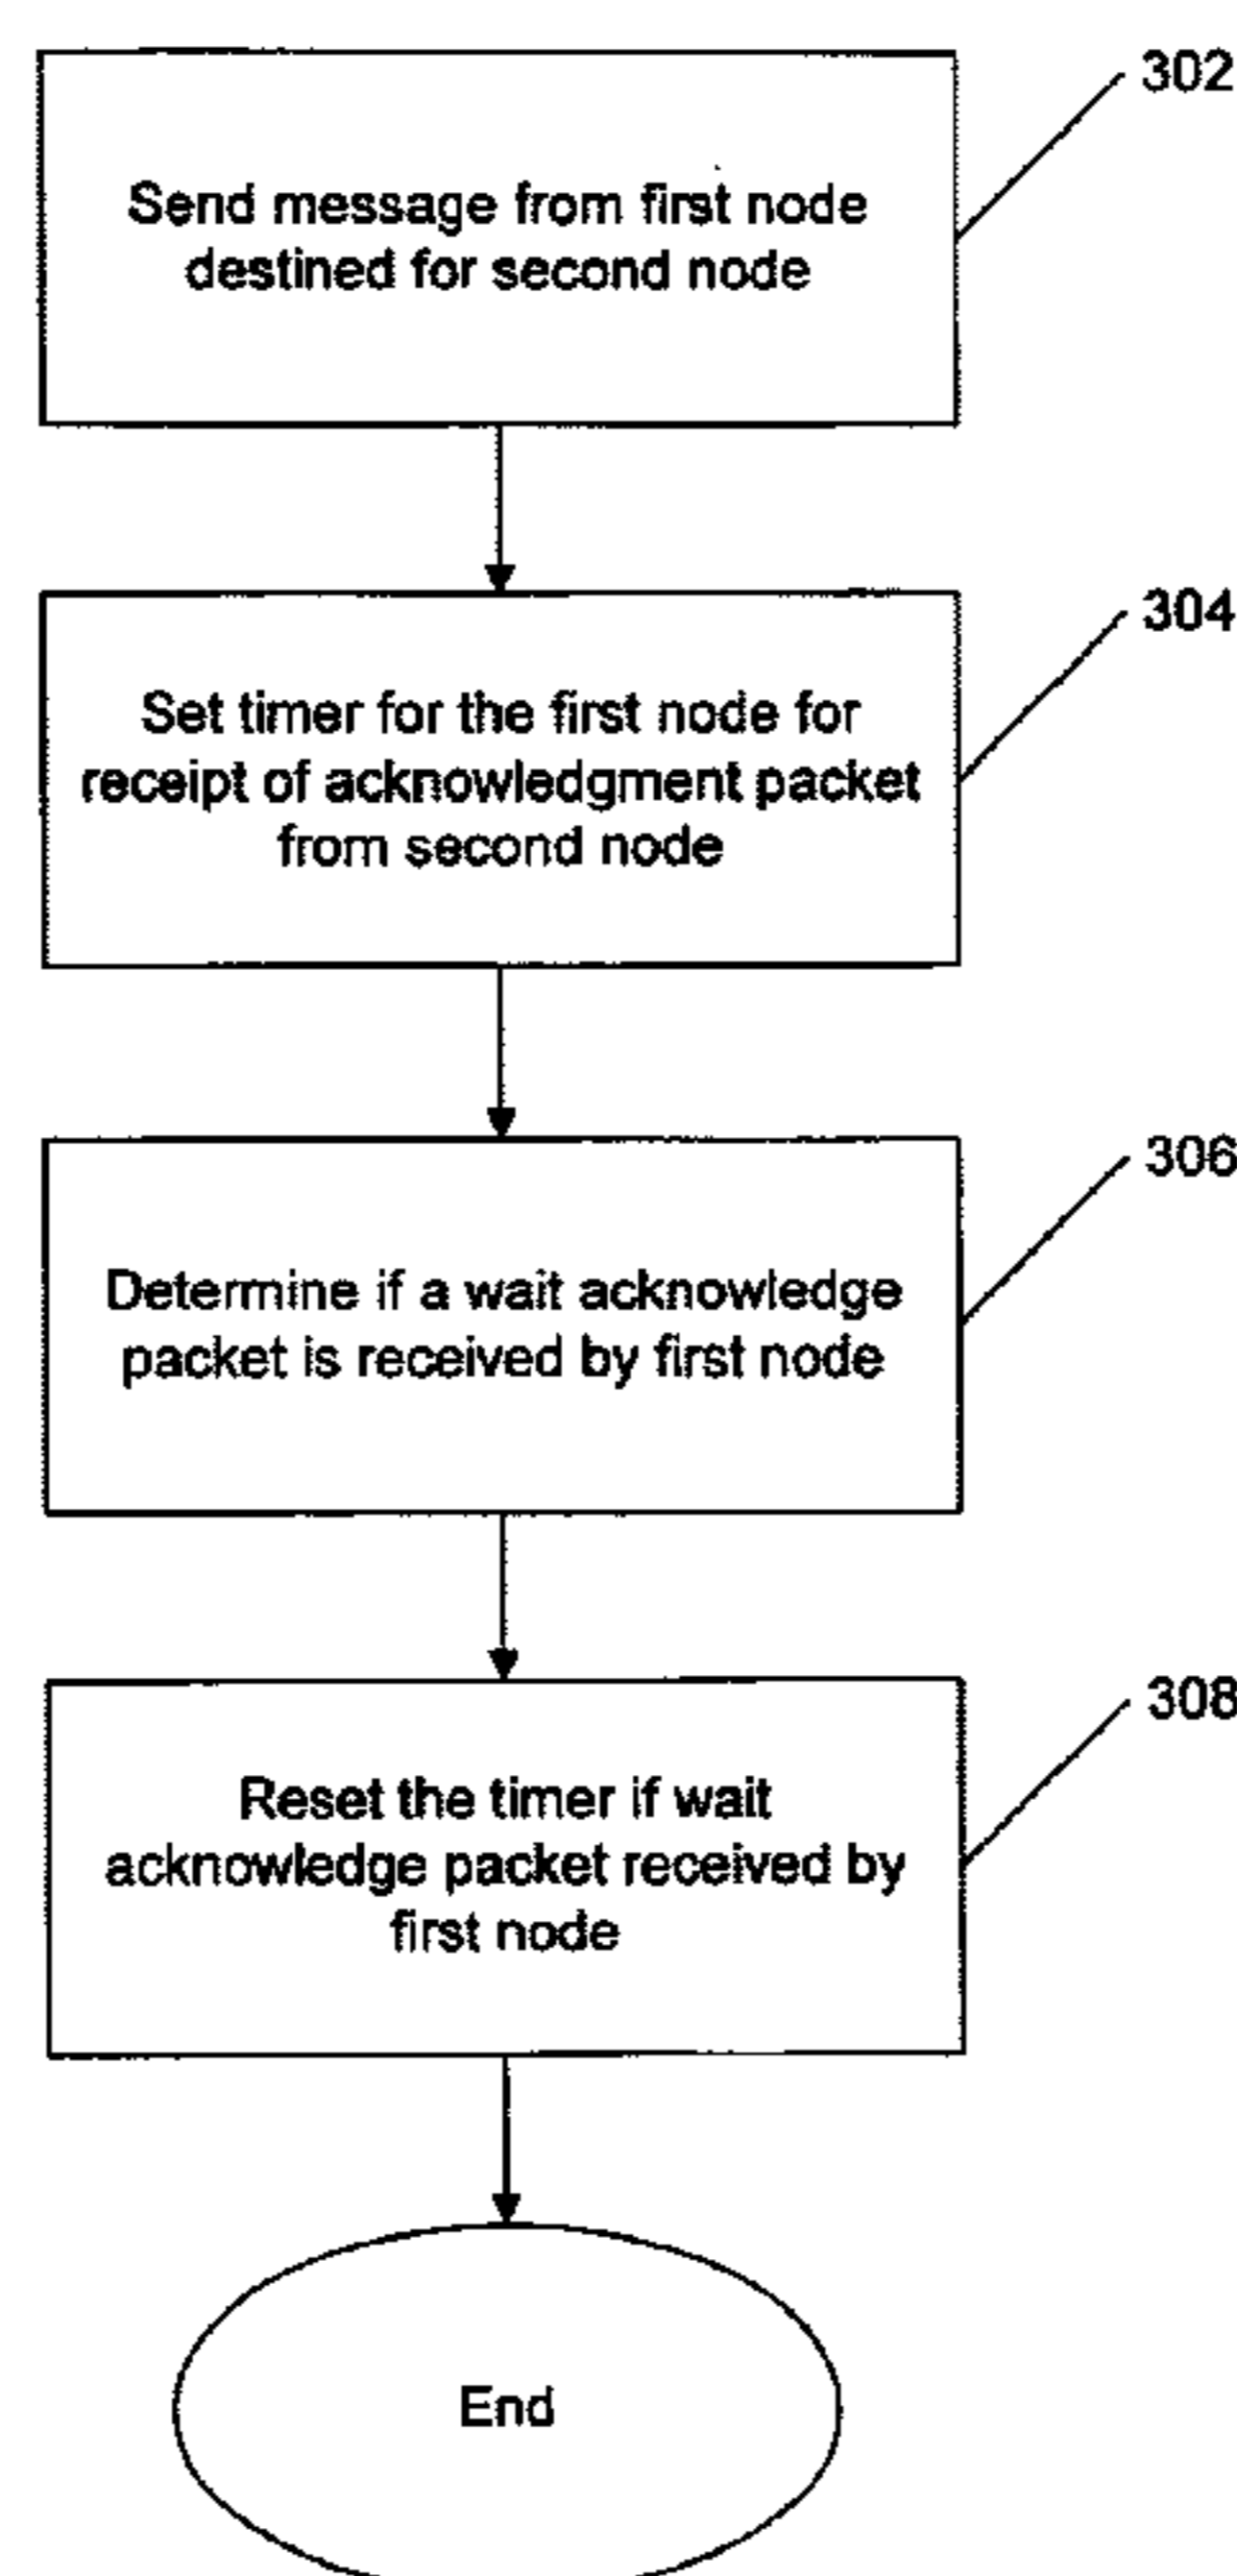 302
Send message from first node
destined for second node
304
Set timer for the first node for
receipt of acknowledgment packet
from second node
306
Determine if a wait acknowledge
packet is received by first node
308
Reset the timer if wait
acknowledge packet received by
first node
End